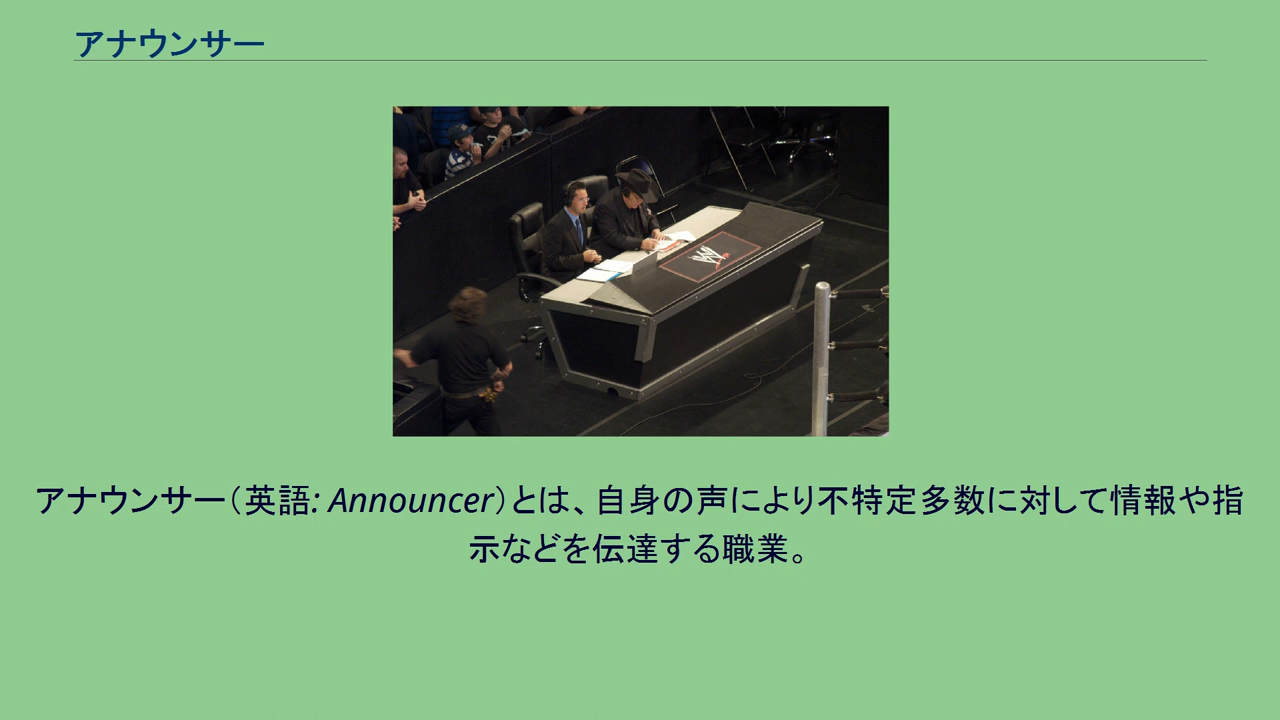 アナウンサー
アナウンサー（英語: Announcer）とは、自身の声により不特定多数に対して情報や指
示などを伝達する職業。